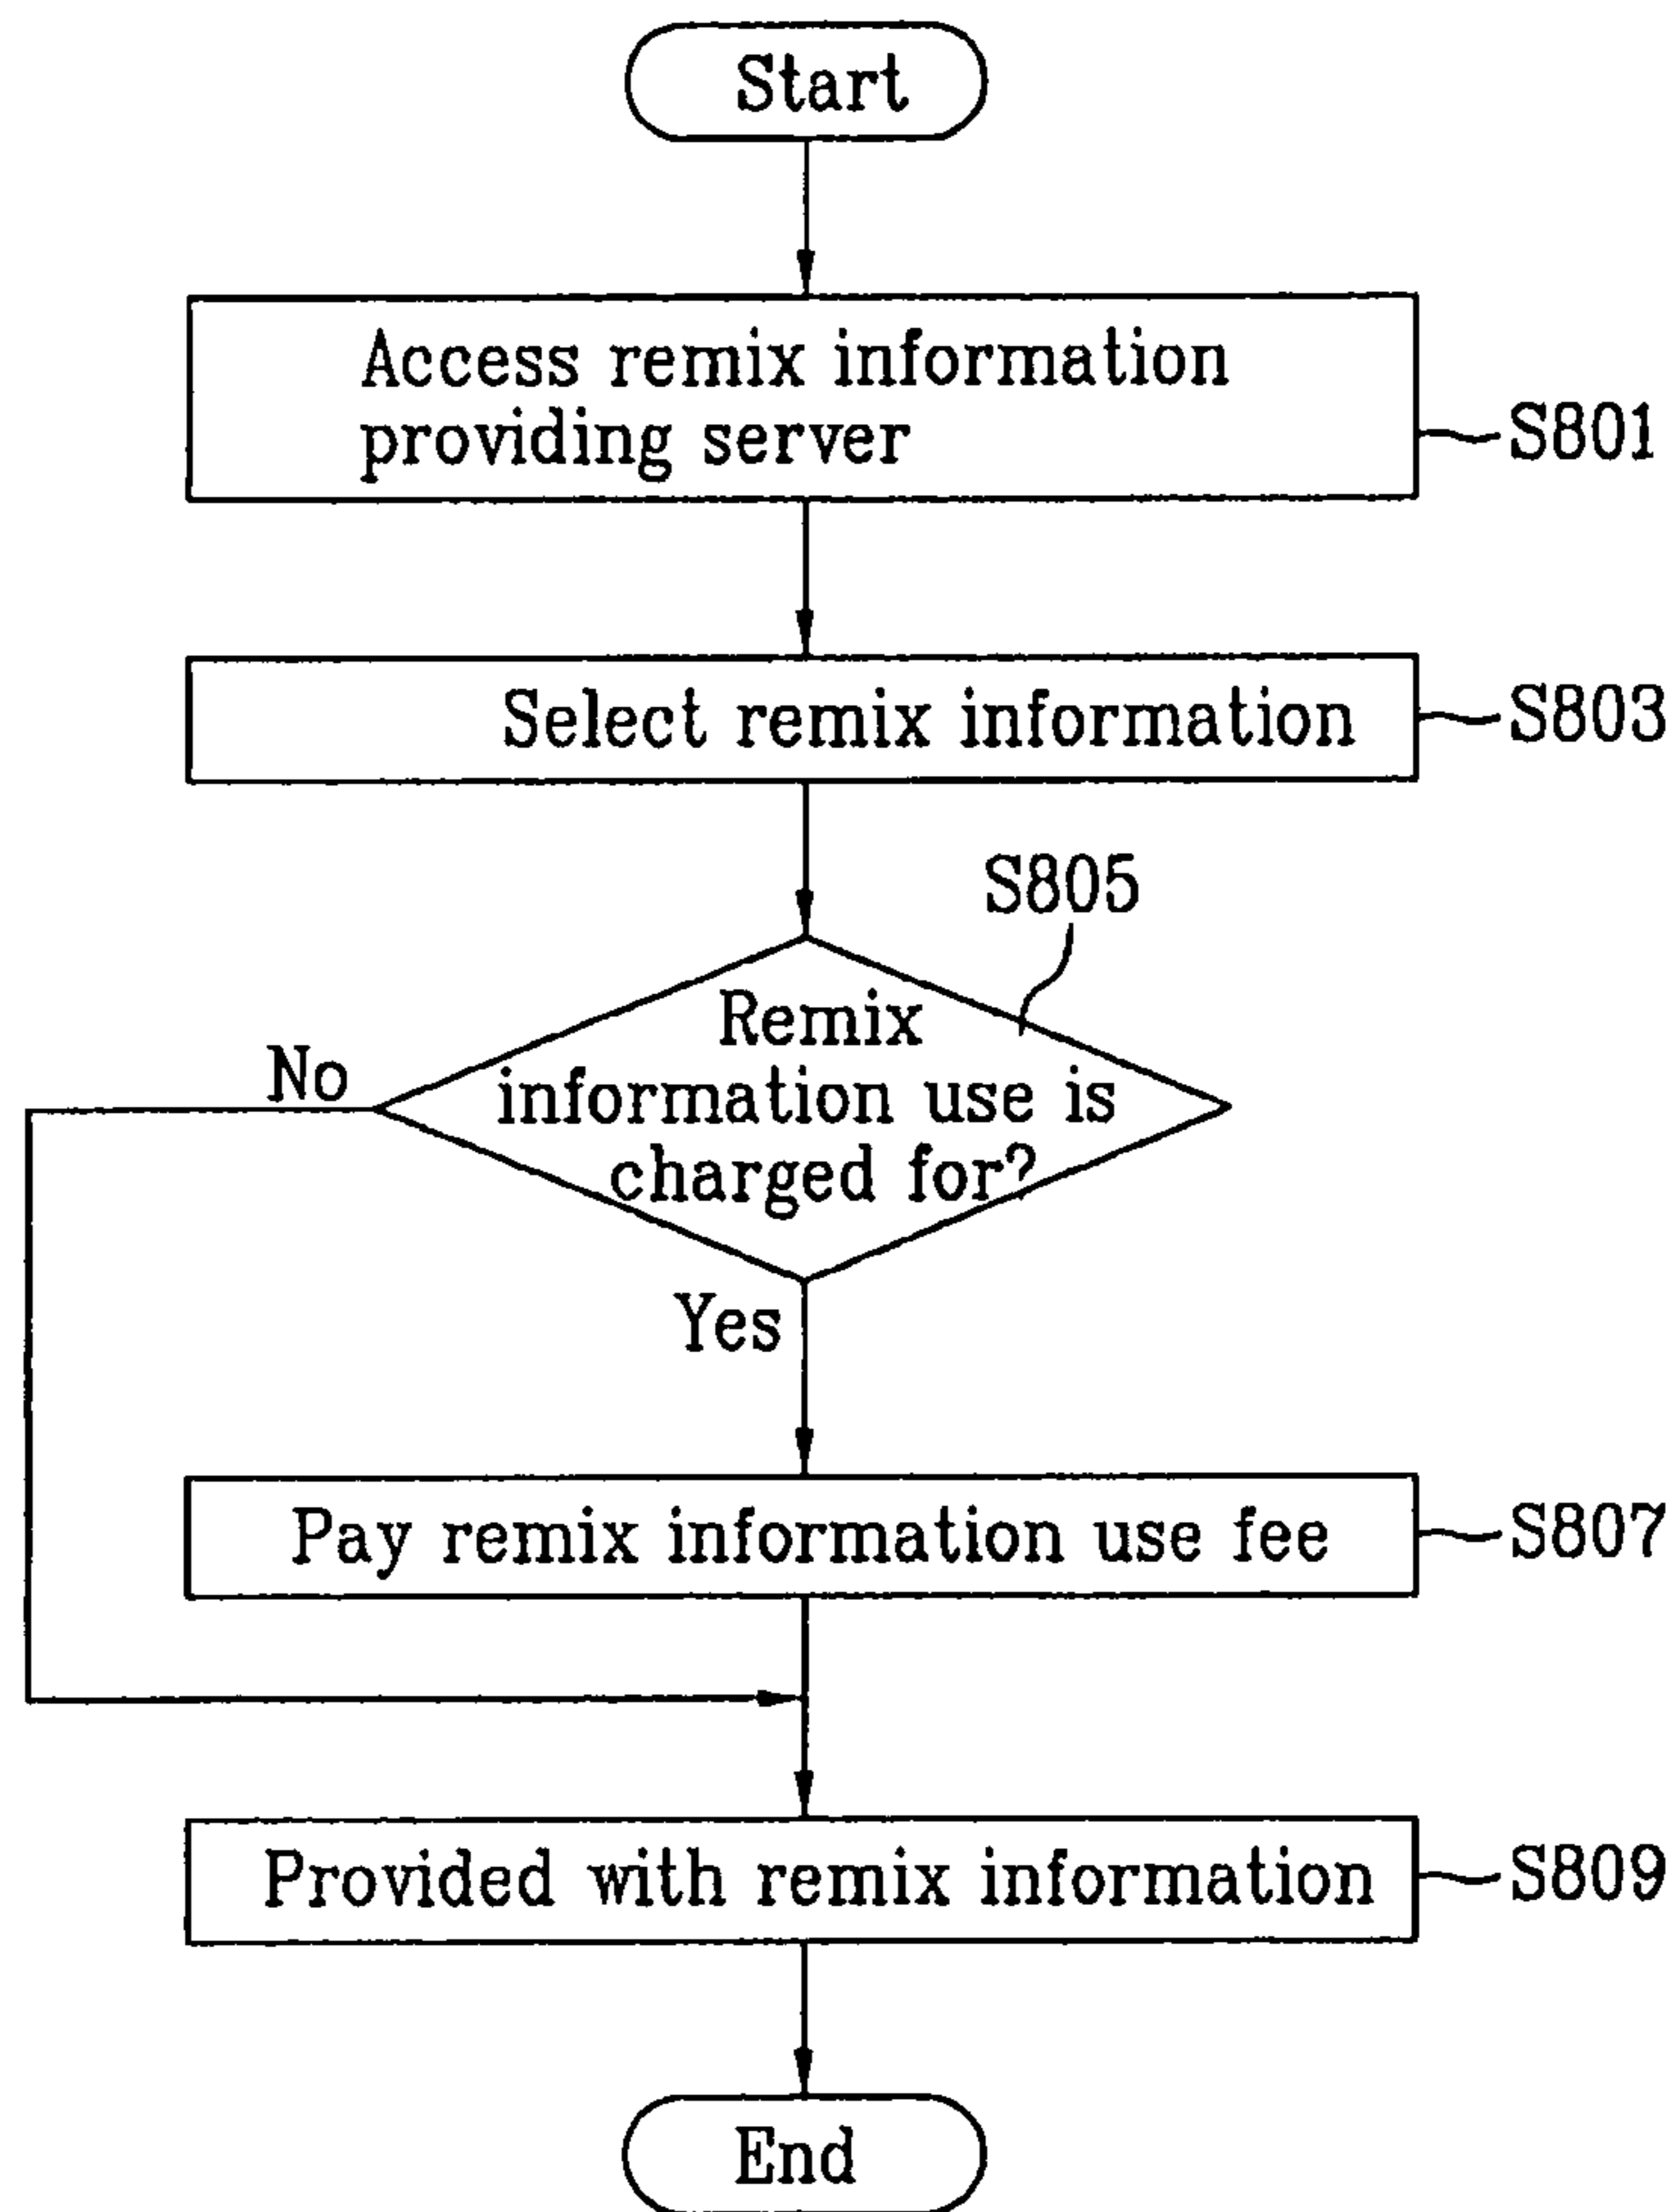 Start
Access remix information
providing server
S801
Select remix information
S803
S805
Remix
information use is
charged for?
No
Yes
Pay remix information use fee
S807
Provided with remix information
S809
End